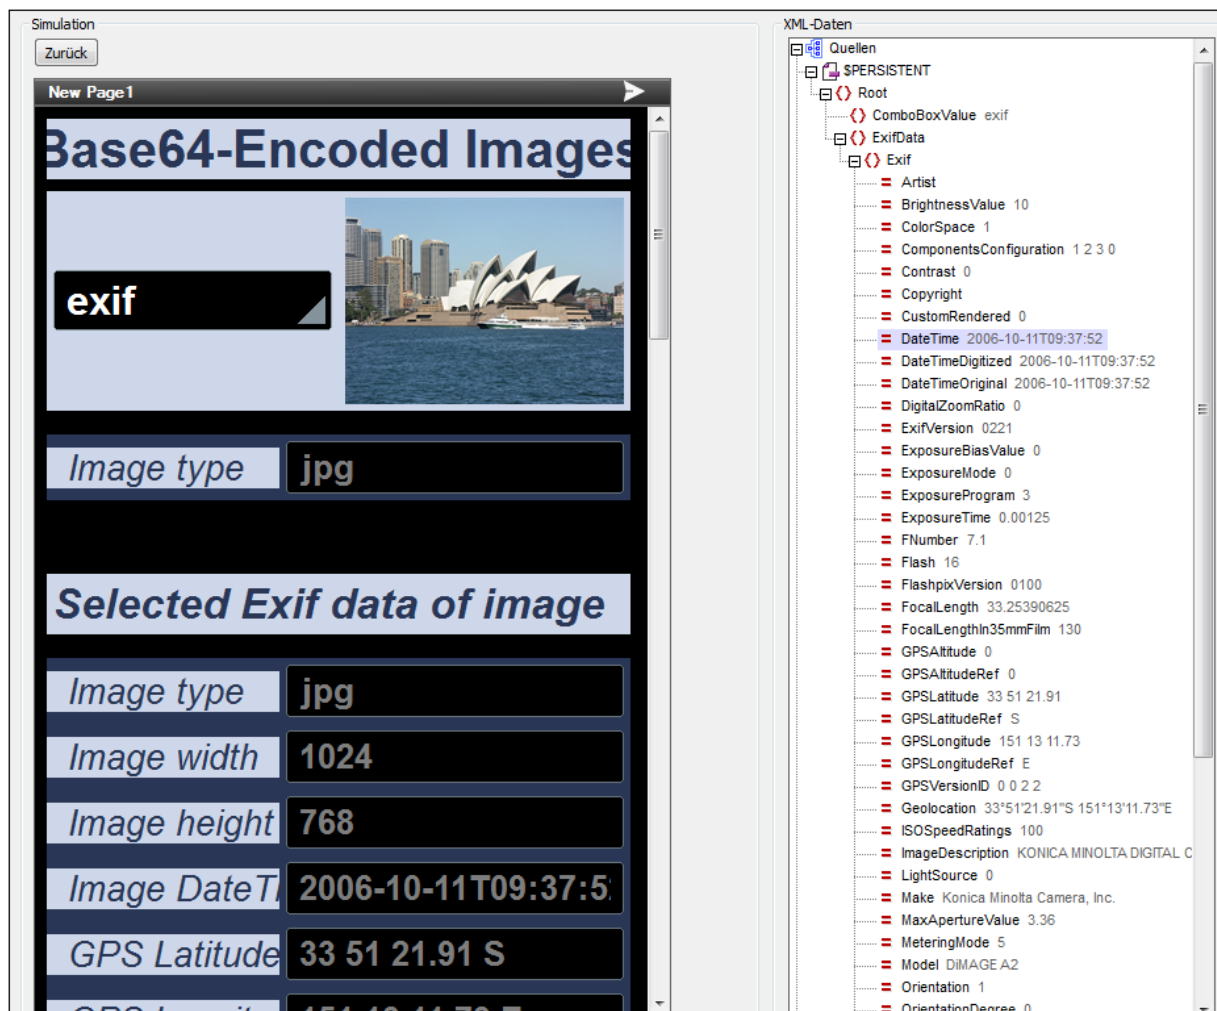 Simulation
Zurück
New Page1
Base64-Encoded Images
exif
Image type jpg
Selected Exif data of image
Image type jpg
Image width 1024
Image height 768
Image DateTi 2006-10-11T09:37:52
GPS Latitude 33 51 21.91 S
XML-Daten
Quellen
$PERSISTENT
Root
ComboBoxValue exif
ExifData
Exif
Artist
BrightnessValue 10
ColorSpace 1
ComponentsConfiguration 1 2 3 0
Contrast 0
Copyright
CustomRendered 0
DateTime 2006-10-11T09:37:52
DateTimeDigitized 2006-10-11T09:37:52
DateTimeOriginal 2006-10-11T09:37:52
DigitalZoomRatio 0
ExifVersion 0221
ExposureBiasValue 0
ExposureMode 0
ExposureProgram 3
ExposureTime 0.00125
FNumber 7.1
Flash 16
FlashpixVersion 0100
FocalLength 33.25390625
FocalLengthIn35mmFilm 130
GPSAltitude 0
GPSAltitudeRef 0
GPSLatitude 33 51 21.91
GPSLatitudeRef S
GPSLongitude 151 13 11.73
GPSLongitudeRef E
GPSVersionID 0 0 2 2
Geolocation 33°51'21.91"S 151°13'11.73"E
ISOSpeedRatings 100
ImageDescription KONICA MINOLTA DIGITAL C
LightSource 0
Make Konica Minolta Camera, Inc.
MaxApertureValue 3.36
MeteringMode 5
Model DiMAGE A2
Orientation 1
OrientationDegree 0